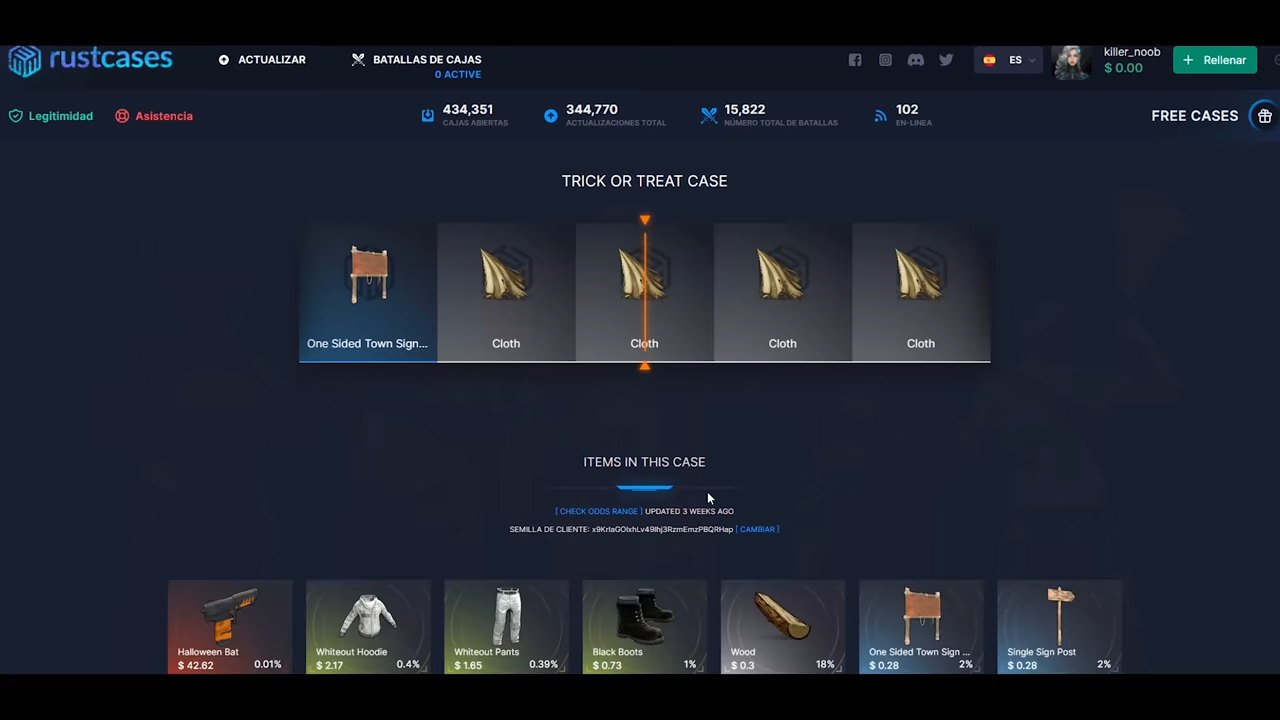 rustcases
ACTUALIZAR
BATALLAS DE CAJAS
0 ACTIVE
ES
killer_noob
$ 0.00
+ Rellenar
Legitimidad
Asistencia
434,351
CAJAS ABIERTAS
344,770
ACTUALIZACIONES TOTAL
15,822
NÚMERO TOTAL DE BATALLAS
102
EN-LINEA
FREE CASES
TRICK OR TREAT CASE
One Sided Town Sign...
Cloth
Cloth
Cloth
Cloth
ITEMS IN THIS CASE
[ CHECK ODDS RANGE ] UPDATED 3 WEEKS AGO
SEMILLA DE CLIENTE: [ CAMBIAR ]
Halloween Bat
$ 42.62
0.01%
Whiteout Hoodie
$ 2.17
0.4%
Whiteout Pants
$ 1.65
0.39%
Black Boots
$ 0.73
1%
Wood
$ 0.3
18%
One Sided Town Sign ...
$ 0.28
2%
Single Sign Post
$ 0.28
2%